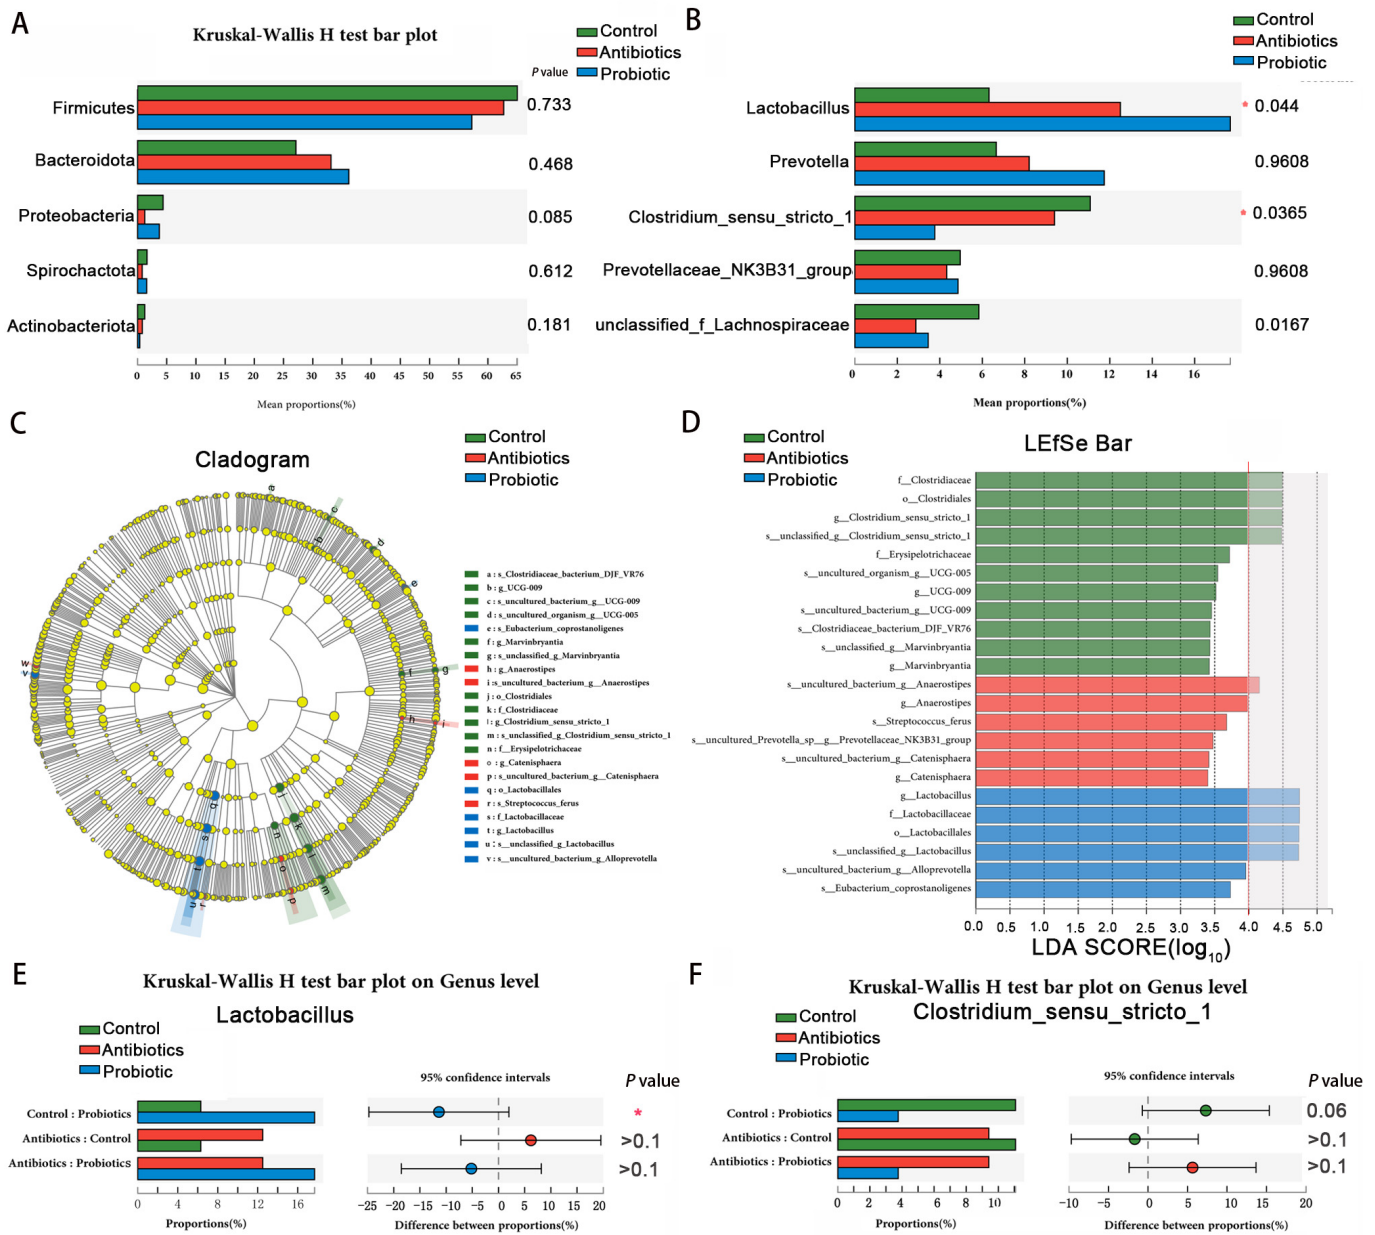 A
Kruskal-Wallis H test bar plot
Control
Antibiotics
Probiotic
P value
Firmicutes
0.733
Bacteroidota
0.468
Proteobacteria
0.085
Spirochactota
0.612
Actinobacteriota
0.181
0 5 10 15 20 25 30 35 40 45 50 55 60 65
Mean proportions(%)
B
Control
Antibiotics
Probiotic
Lactobacillus
* 0.044
Prevotella
0.9608
Clostridium_sensu_stricto_1
* 0.0365
Prevotellaceae_NK3B31_group
0.9608
unclassified_f_Lachnospiraceae
0.0167
0 2 4 6 8 10 12 14 16
Mean proportions(%)
C
Cladogram
Control
Antibiotics
Probiotic
a
c
b
d
e
f
g
h
i
w
v
q
s
t
u
r
j
k
n
l
o
m
p
a : s_Clostridiaceae_bacterium_DJF_VR76
b : g_UCG-009
c : s_uncultured_bacterium_g__UCG-009
d : s_uncultured_organism_g__UCG-005
e : s_Eubacterium_coprostanoligenes
f : g_Marvinbryantia
g : s_unclassified_g_Marvinbryantia
h : g_Anaerostipes
i :s_uncultured_bacterium_g__Anaerostipes
j : o_Clostridiales
k : f_Clostridiaceae
l : g_Clostridium_sensu_stricto_1
m : s_unclassified_g_Clostridium_sensu_stricto_1
n : f__Erysipelotrichaceae
o : g_Catenisphaera
p : s_uncultured_bacterium_g__Catenisphaera
q : o_Lactobacillales
r : s_Streptococcus_ferus
s : f_Lactobacillaceae
t : g_Lactobacillus
u : s__unclassified_g_Lactobacillus
v : s__uncultured_bacterium_g_Alloprevotella
D
LEfSe Bar
Control
Antibiotics
Probiotic
f__Clostridiaceae
o__Clostridiales
g__Clostridium_sensu_stricto_1
s__unclassified_g__Clostridium_sensu_stricto_1
f__Erysipelotrichaceae
s__uncultured_organism_g__UCG-005
g__UCG-009
s__uncultured_bacterium_g__UCG-009
s__Clostridiaceae_bacterium_DJF_VR76
s__unclassified_g__Marvinbryantia
g__Marvinbryantia
s__uncultured_bacterium_g__Anaerostipes
g__Anaerostipes
s__Streptococcus_ferus
s__uncultured_Prevotella_sp__g__Prevotellaceae_NK3B31_group
s__uncultured_bacterium_g__Catenisphaera
g__Catenisphaera
g__Lactobacillus
f__Lactobacillaceae
o__Lactobacillales
s__unclassified_g__Lactobacillus
s__uncultured_bacterium_g__Alloprevotella
s__Eubacterium_coprostanoligenes
0.0 0.5 1.0 1.5 2.0 2.5 3.0 3.5 4.0 4.5 5.0
LDA SCORE(log10)
E
Kruskal-Wallis H test bar plot on Genus level
Lactobacillus
Control
Antibiotics
Probiotic
95% confidence intervals
P value
Control : Probiotics
*
Antibiotics : Control
>0.1
Antibiotics : Probiotics
>0.1
0 4 8 12 16
Proportions(%)
−25 −20 −15 −10 −5 0 5 10 15 20
Difference between proportions(%)
F
Kruskal-Wallis H test bar plot on Genus level
Clostridium_sensu_stricto_1
Control
Antibiotics
Probiotic
95% confidence intervals
P value
Control : Probiotics
0.06
Antibiotics : Control
>0.1
Antibiotics : Probiotics
>0.1
0 2 4 6 8 10
Proportions(%)
−10 −5 0 5 10 15 20
Difference between proportions(%)